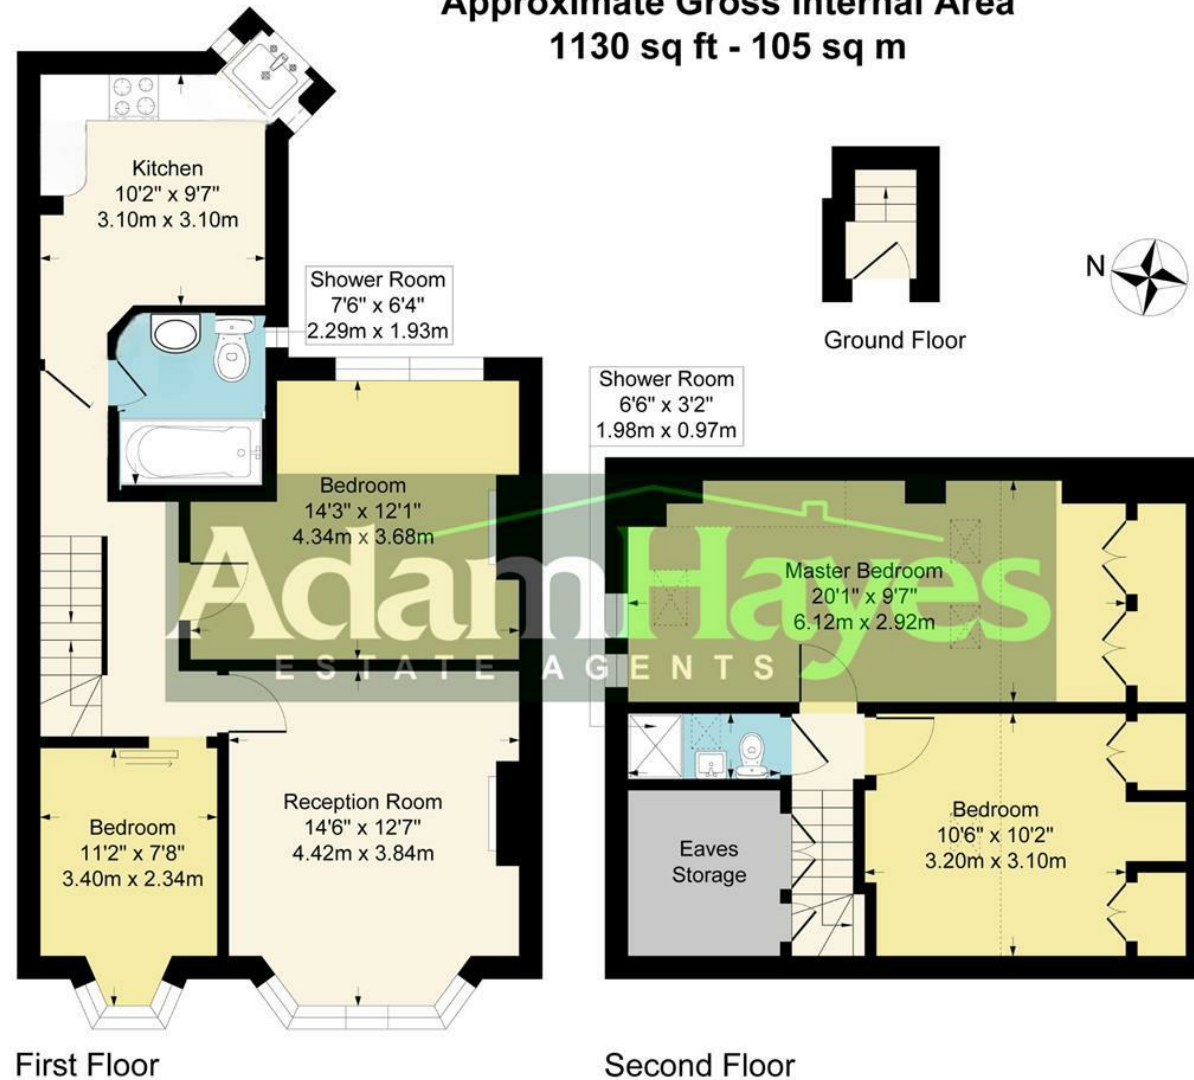 Approximate Gross Internal Area
1130 sq ft - 105 sq m
Kitchen
10'2" x 9'7"
3.10m x 3.10m
Shower Room
7'6" x 6'4"
2.29m x 1.93m
Ground Floor
N
Shower Room
6'6" x 3'2"
1.98m x 0.97m
Bedroom
14'3" x 12'1"
4.34m x 3.68m
Master Bedroom
20'1" x 9'7"
6.12m x 2.92m
AdamHayes
ESTATE AGENTS
Reception Room
14'6" x 12'7"
4.42m x 3.84m
Bedroom
11'2" x 7'8"
3.40m x 2.34m
Eaves
Storage
Bedroom
10'6" x 10'2"
3.20m x 3.10m
First Floor
Second Floor